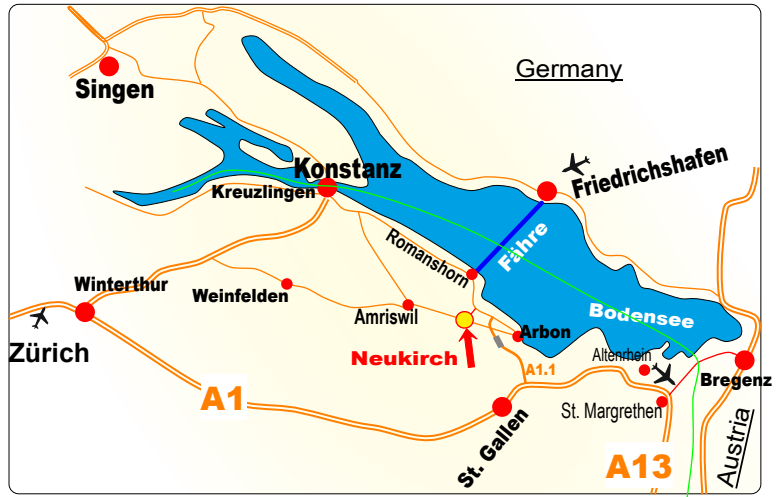 Germany
Singen
Konstanz
Friedrichshafen
Kreuzlingen
Romanshorn
Fähre
Winterthur
Weinfelden
Bodensee
Amriswil
Arbon
Zürich
Neukirch
Altenrhein
A1.1
Bregenz
A1
St. Margrethen
St. Gallen
A13
Austria